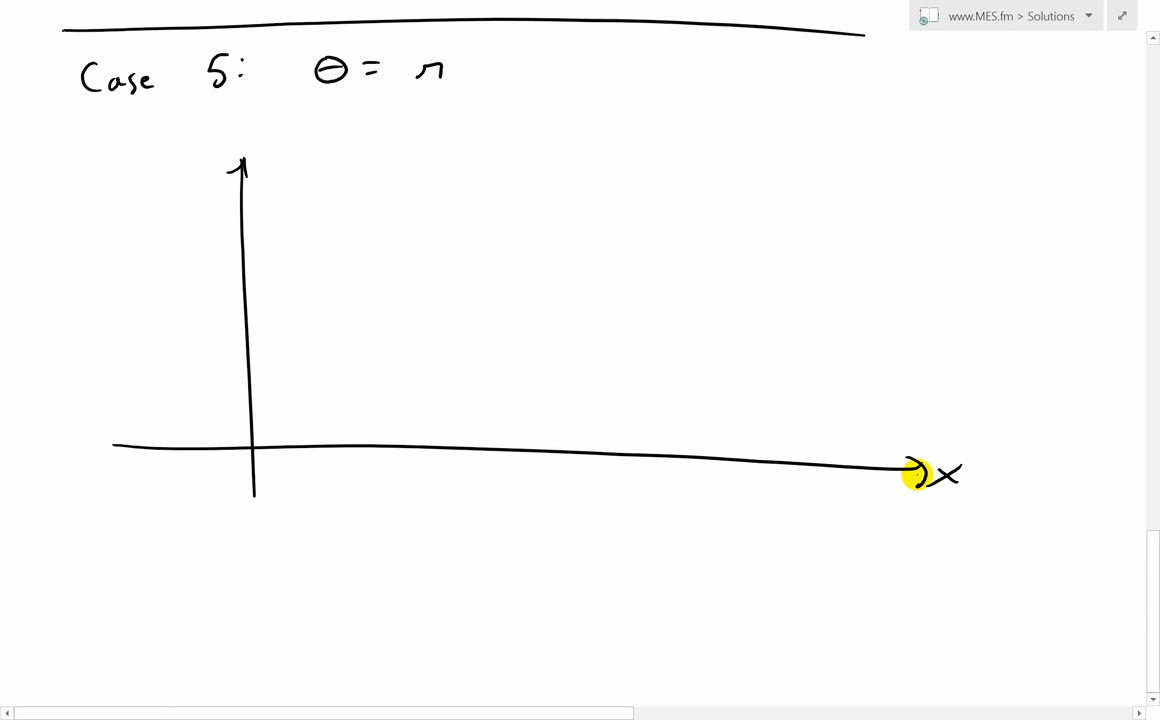 www.MES.fm > Solutions
Case 5: θ = π
x